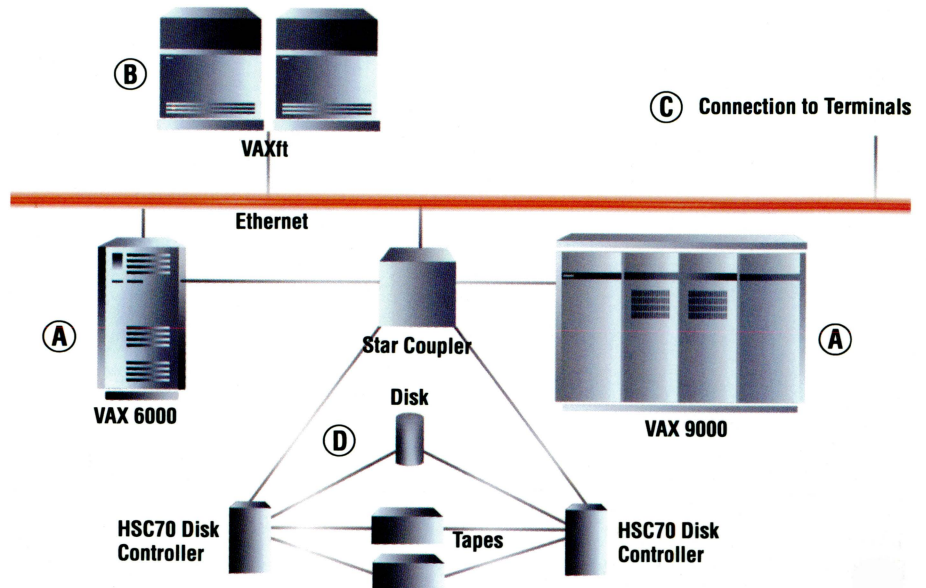 B
VAXft
C Connection to Terminals
Ethernet
A
VAX 6000
Star Coupler
A
VAX 9000
Disk
D
HSC70 Disk
Controller
Tapes
HSC70 Disk
Controller